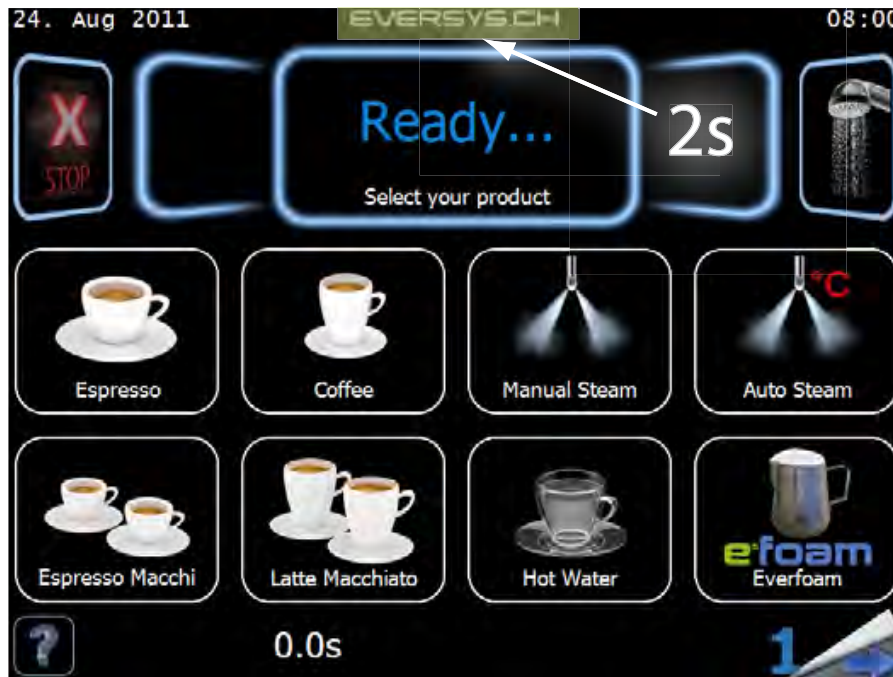 24. Aug 2011 EVERSYS.CH 08:00
Ready... 2s
X
STOP
Select your product
°C
Espresso Coffee Manual Steam Auto Steam
e'foam
Espresso Macchi Latte Macchiato Hot Water Everfoam
? 0.0s 1